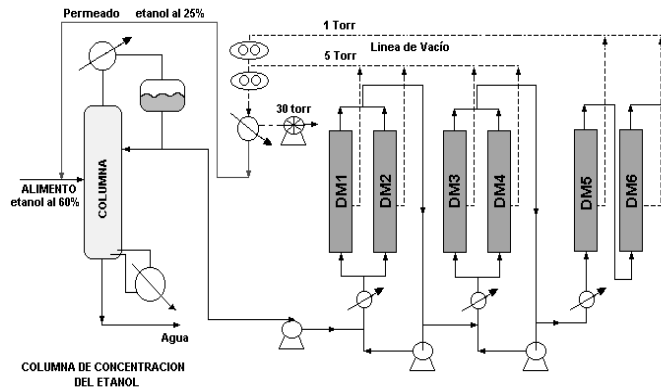 Permeado
etanol al 25%
1 Torr
Linea de Vacío
5 Torr
30 torr
ALIMENTO
etanol al 60%
COLUMNA
DM1
DM2
DM3
DM4
DM5
DM6
Agua
COLUMNA DE CONCENTRACION
DEL ETANOL